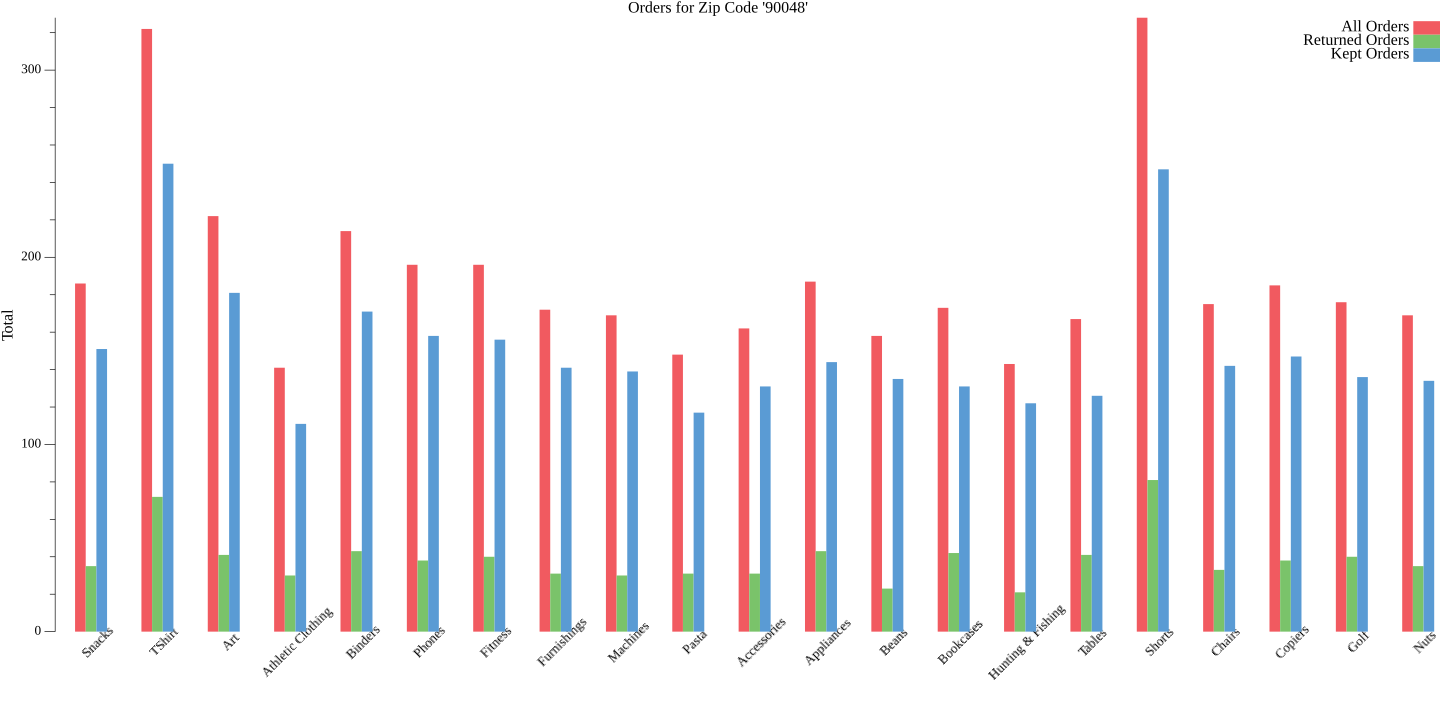 Orders for Zip Code '90048'
All Orders
Returned Orders
Kept Orders
Total
300
200
100
0
Snacks
TShirt
Art
Athletic Clothing
Binders
Phones
Fitness
Furnishings
Machines
Pasta
Accessories
Appliances
Beans
Bookcases
Hunting & Fishing
Tables
Shorts
Chairs
Copiers
Golf
Nuts